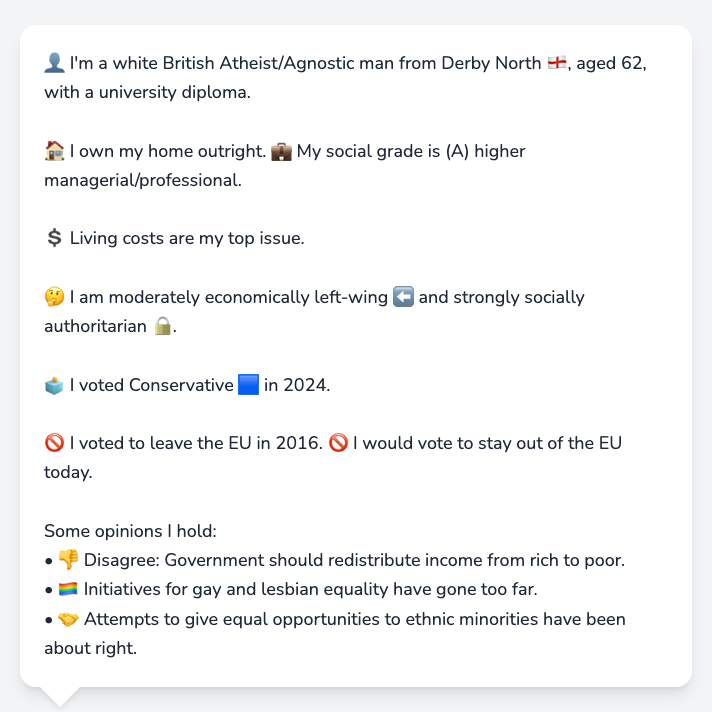 👤 I'm a white British Atheist/Agnostic man from Derby North 🏴󠁧󠁢󠁥󠁮󠁧󠁿, aged 62,
with a university diploma.
🏠 I own my home outright. 💼 My social grade is (A) higher
managerial/professional.
💲 Living costs are my top issue.
🤔 I am moderately economically left-wing ⬅️ and strongly socially
authoritarian 🔒.
🗳️ I voted Conservative 🟦 in 2024.
🚫 I voted to leave the EU in 2016. 🚫 I would vote to stay out of the EU
today.
Some opinions I hold:
• 👎 Disagree: Government should redistribute income from rich to poor.
• 🏳️‍🌈 Initiatives for gay and lesbian equality have gone too far.
• 🤝 Attempts to give equal opportunities to ethnic minorities have been
about right.